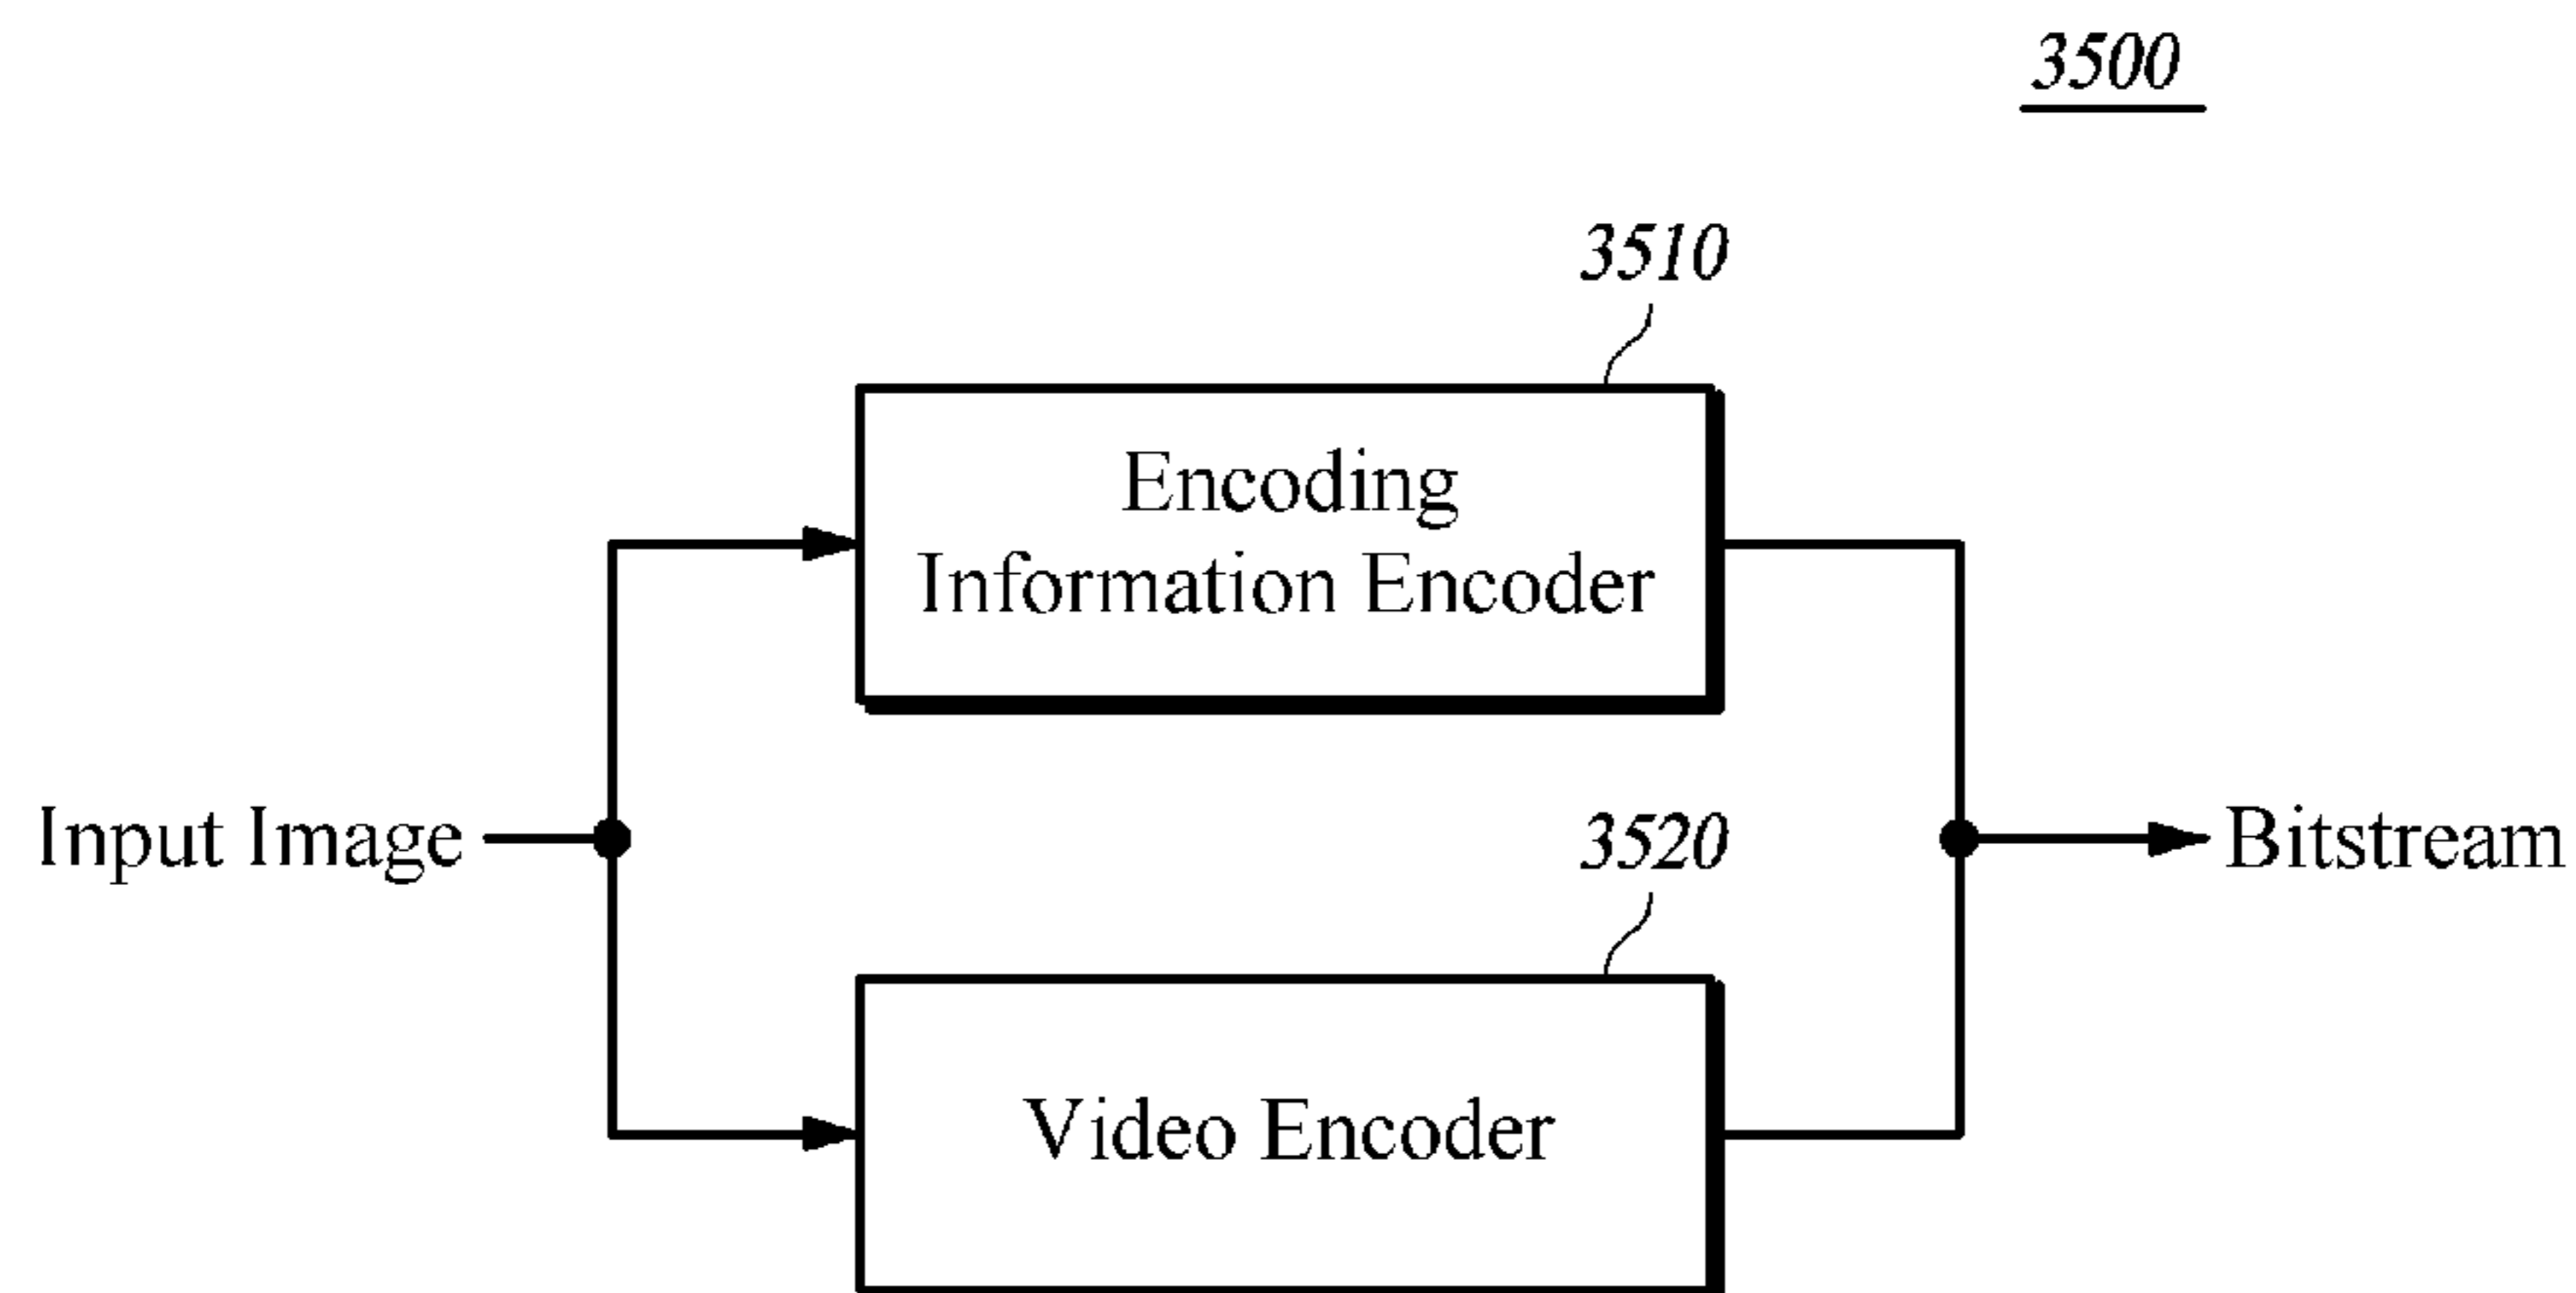 3500
3510
Encoding
Information Encoder
Input Image
3520
Bitstream
Video Encoder